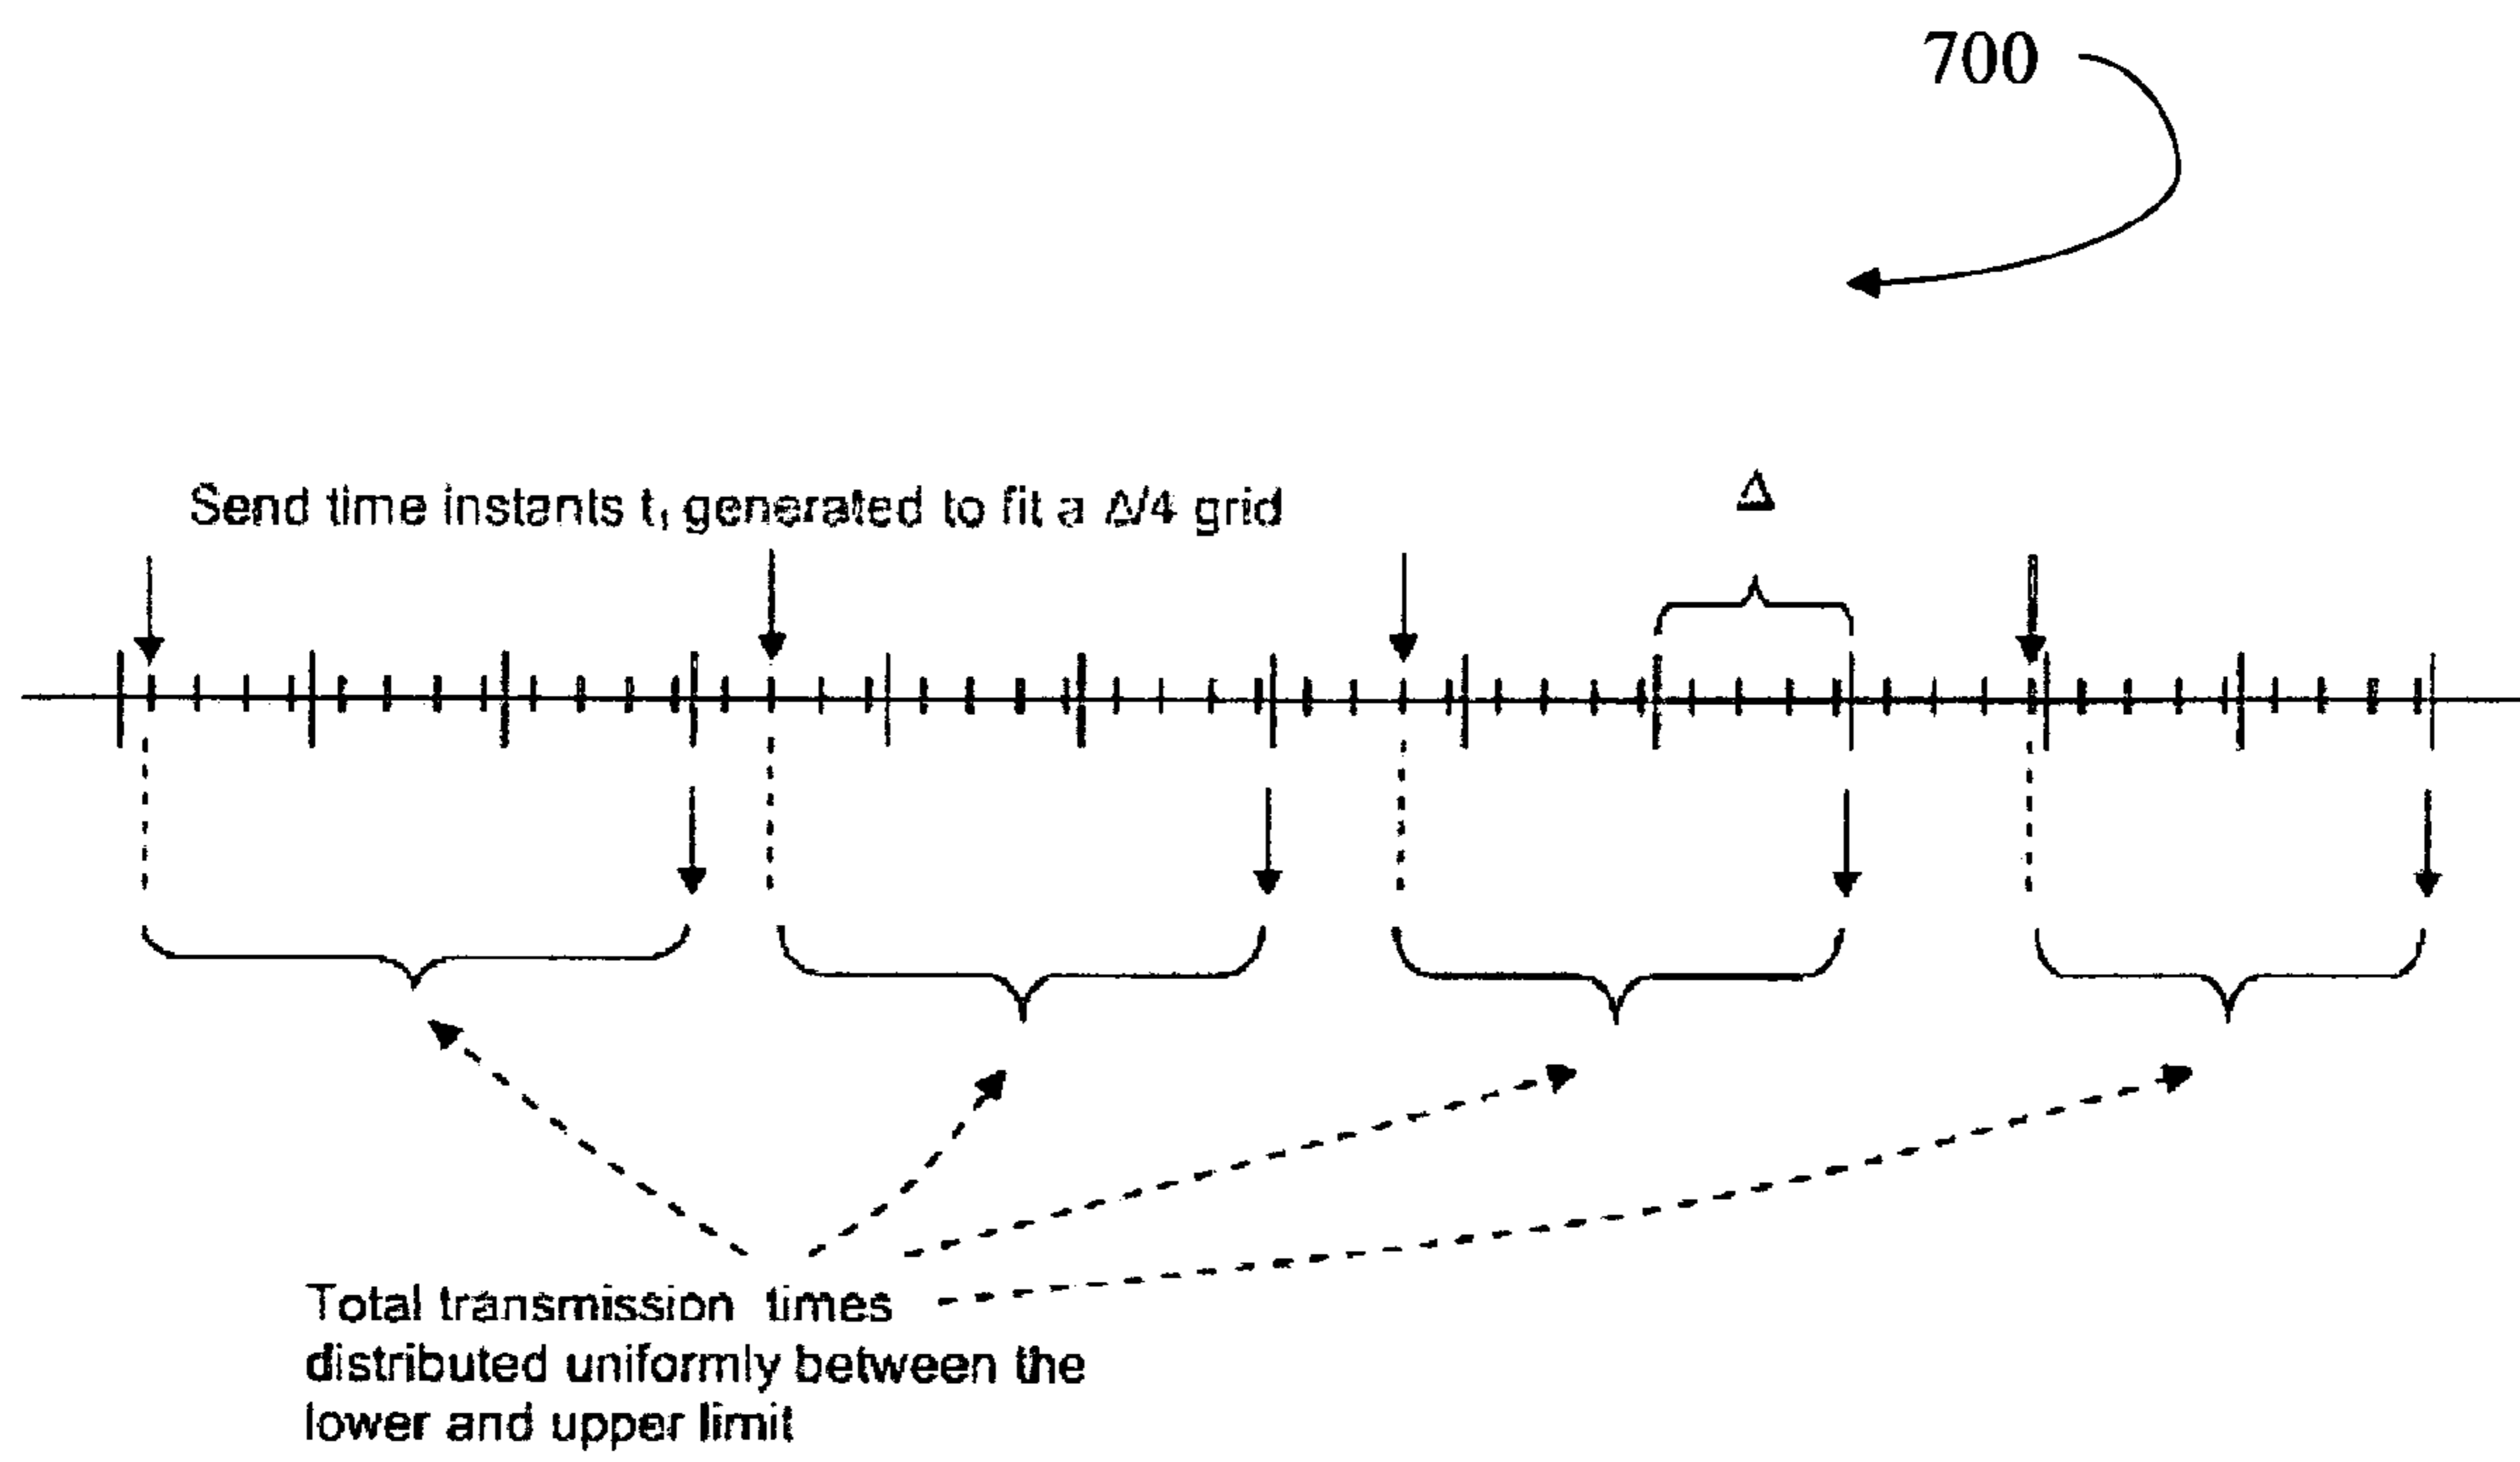 700
Send time instants tᵢ generated to fit a Δ/4 grid
Δ
Total transmission times
distributed uniformly between the
lower and upper limit